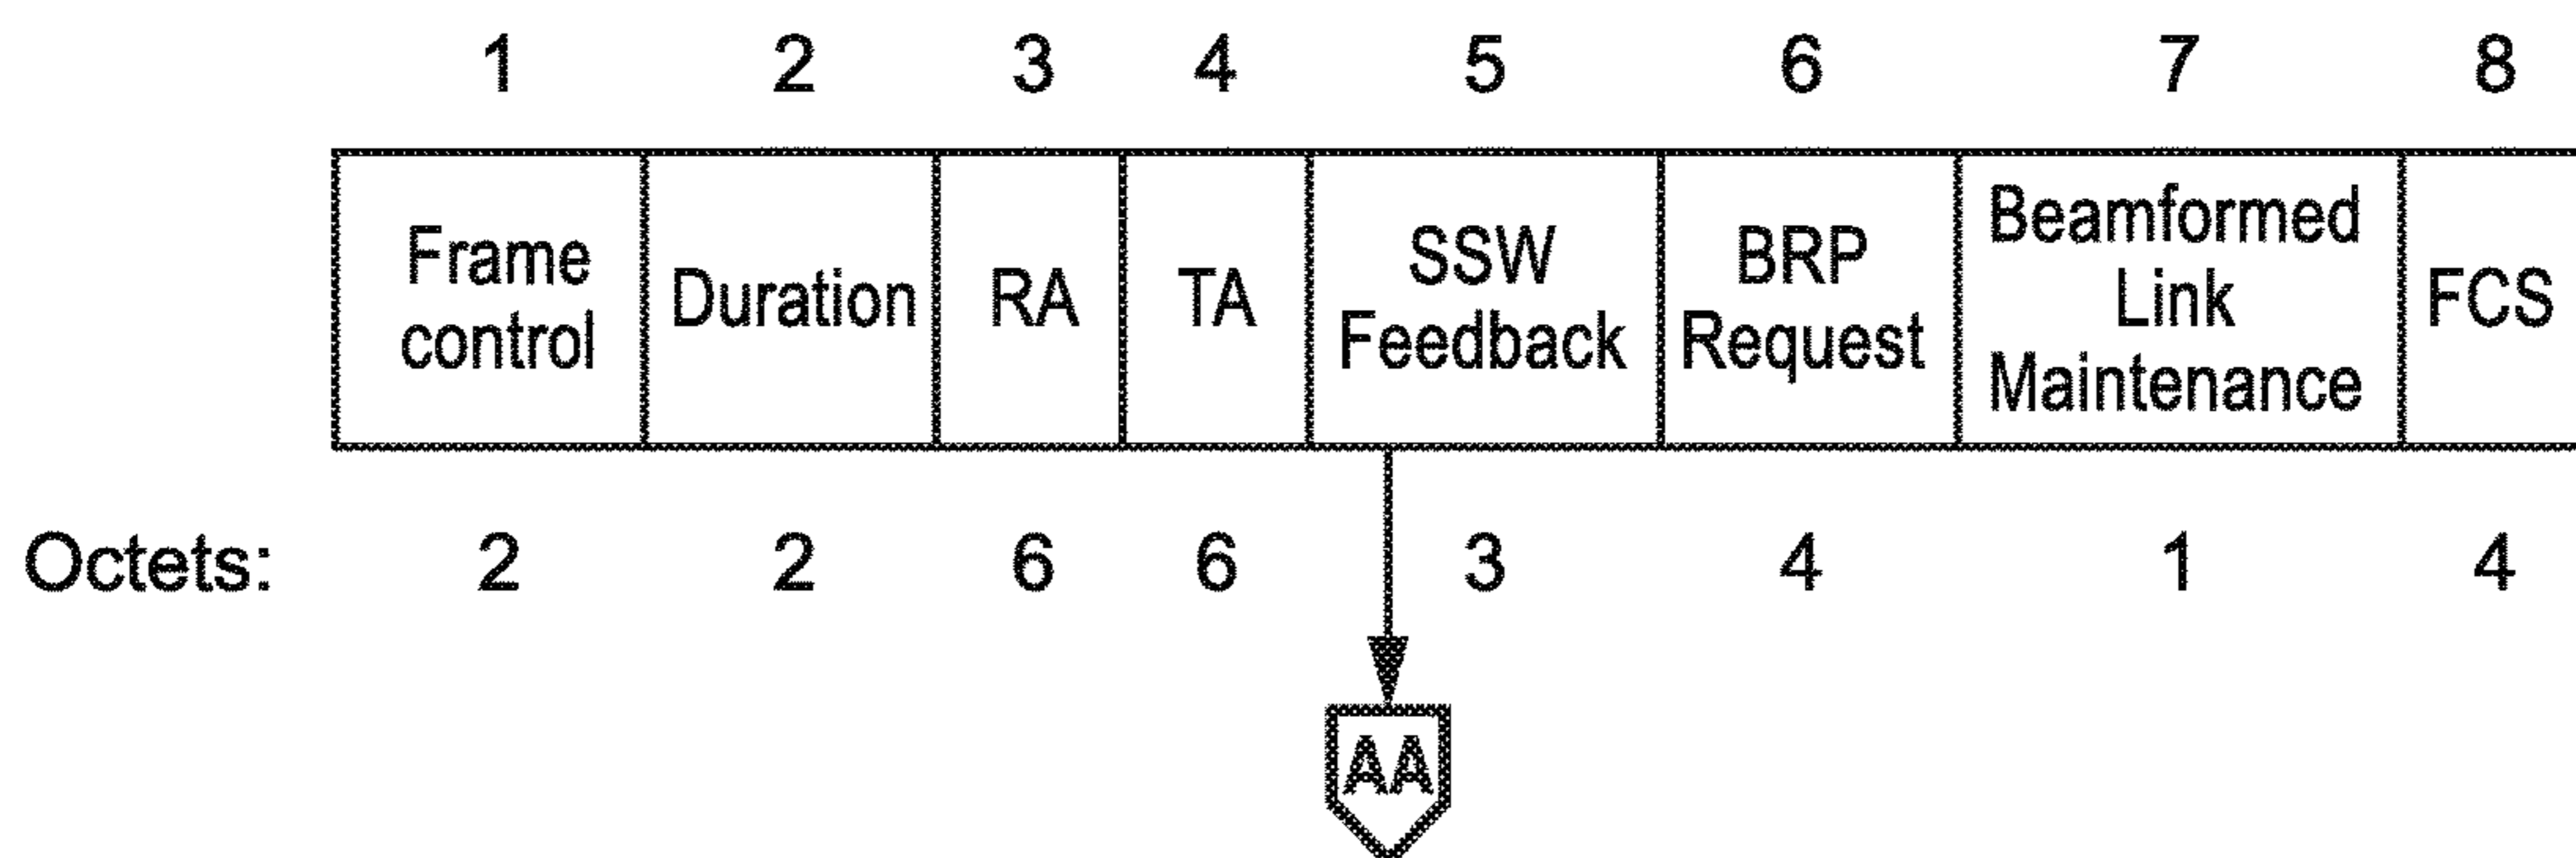 1 2 3 4 5 6 7 8
Frame control Duration RA TA SSW Feedback BRP Request Beamformed Link Maintenance FCS
Octets: 2 2 6 6 3 4 1 4
AA